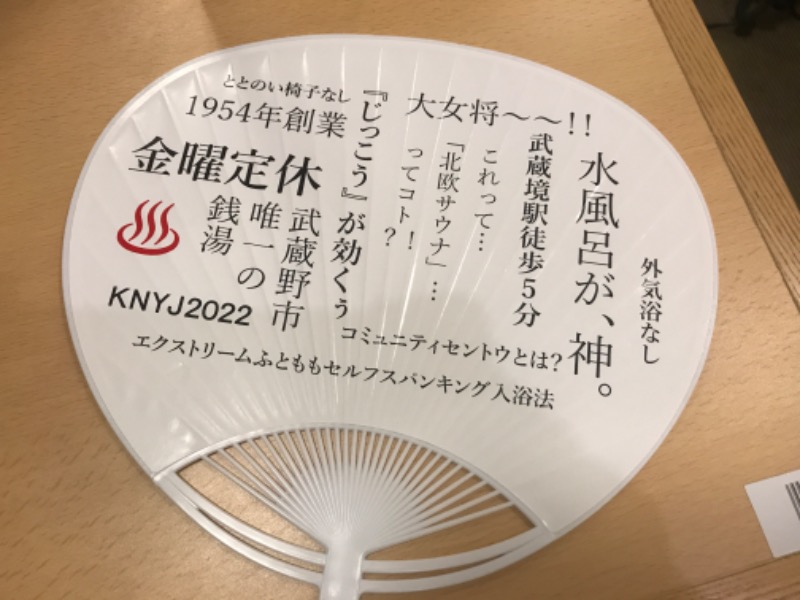 ととのい椅子なし
1954年創業
金曜定休
『じっこう』が効くぅ
武蔵野市
唯一の
銭湯
KNYJ2022
大女将〜〜!!
水風呂が、神。
武蔵境駅徒歩5分
これって…
「北欧サウナ」…
ってコト！？
外気浴なし
コミュニティセントウとは?
エクストリームふとももセルフスパンキング入浴法